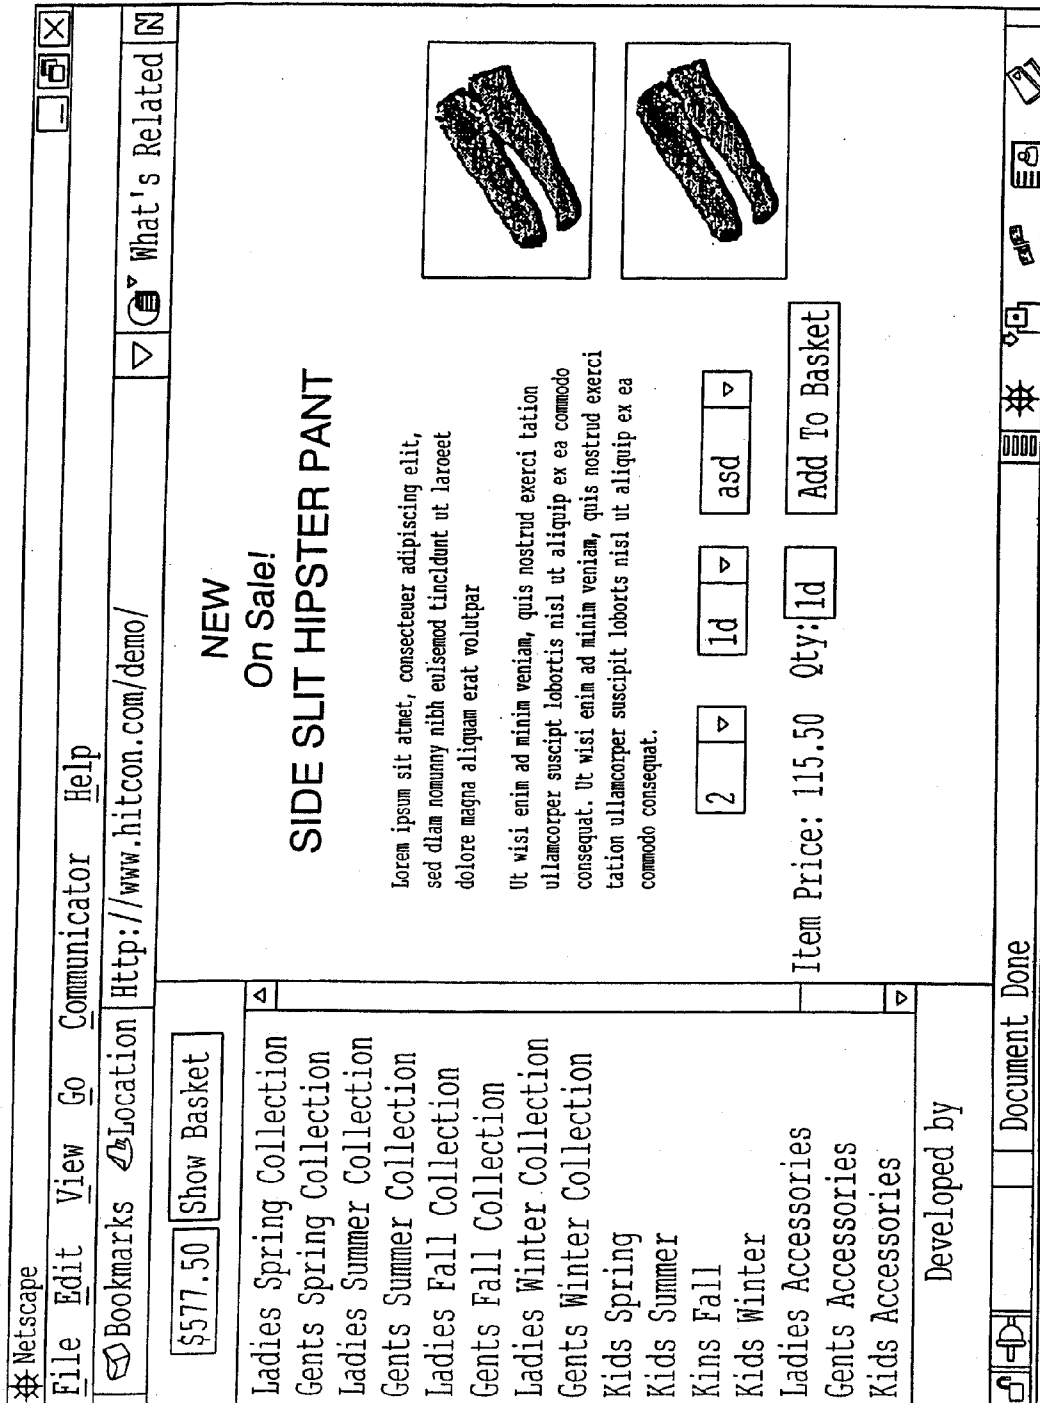 Netscape
File Edit View Go Communicator Help
Bookmarks Location Http://www.hitcon.com/demo/ What's Related N
$577.50 Show Basket
Ladies Spring Collection
Gents Spring Collection
Ladies Summer Collection
Gents Summer Collection
Ladies Fall Collection
Gents Fall Collection
Ladies Winter Collection
Gents Winter Collection
Kids Spring
Kids Summer
Kins Fall
Kids Winter
Ladies Accessories
Gents Accessories
Kids Accessories
Developed by
NEW
On Sale!
SIDE SLIT HIPSTER PANT
Lorem ipsum sit atmet, consecteuer adipiscing elit,
sed dlam nomunny nibh eulsemod tincldunt ut laroeet
dolore magna aliquam erat volutpar
Ut wisi enim ad minim veniam, quis nostrud exerci tation
ullamcorper suscipt lobortis nisl ut aliquip ex ea commodo
consequat. Ut wisi enim ad minim veniam, quis nostrud exerci
tation ullamcorper suscipit loborts nisl ut aliquip ex ea
commodo consequat.
2 1d asd
Item Price: 115.50 Qty: 1d Add To Basket
Document Done